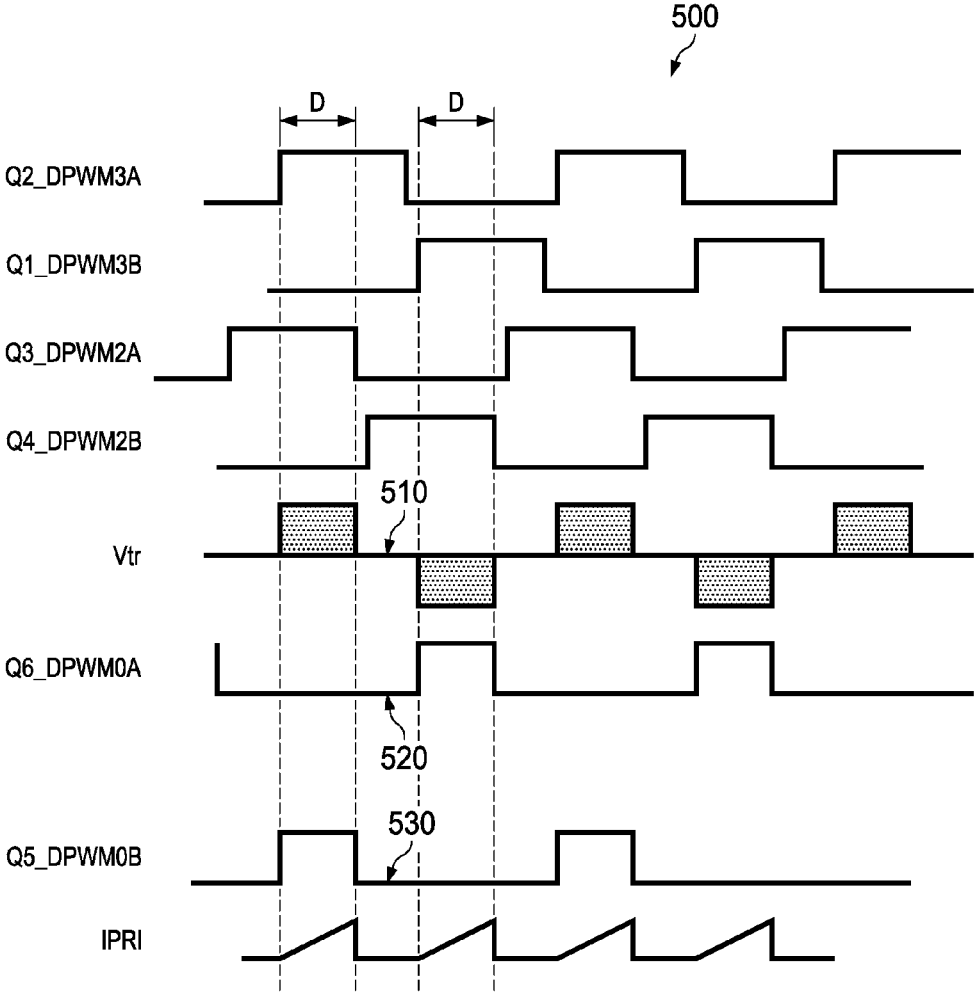 500
D D
Q2_DPWM3A
Q1_DPWM3B
Q3_DPWM2A
Q4_DPWM2B
510
Vtr
Q6_DPWM0A
520
530
Q5_DPWM0B
IPRI